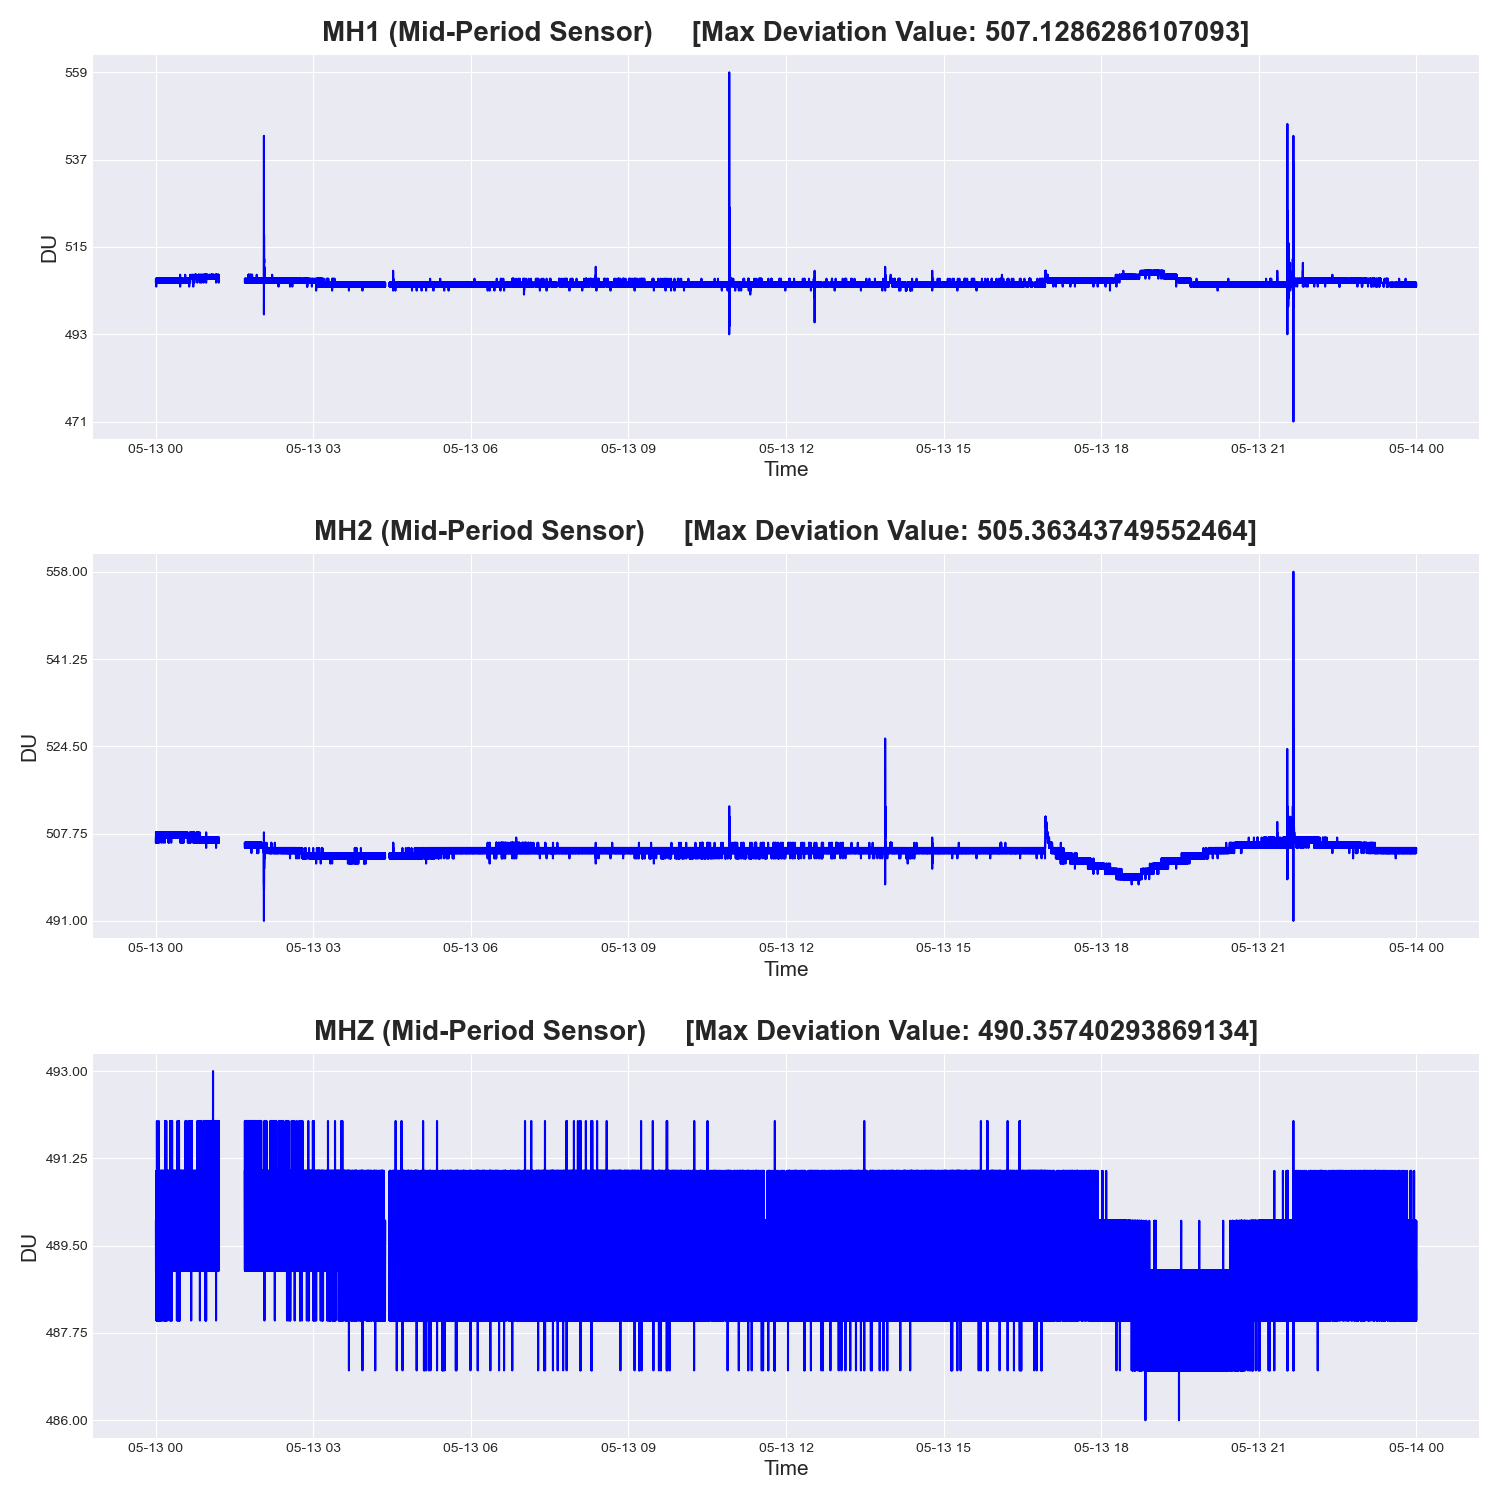 MH1 (Mid-Period Sensor)     [Max Deviation Value: 507.1286286107093]
559
537
515
493
471
DU
05-13 00 05-13 03 05-13 06 05-13 09 05-13 12 05-13 15 05-13 18 05-13 21 05-14 00
Time
MH2 (Mid-Period Sensor)     [Max Deviation Value: 505.36343749552464]
558.00
541.25
524.50
507.75
491.00
DU
05-13 00 05-13 03 05-13 06 05-13 09 05-13 12 05-13 15 05-13 18 05-13 21 05-14 00
Time
MHZ (Mid-Period Sensor)     [Max Deviation Value: 490.35740293869134]
493.00
491.25
489.50
487.75
486.00
DU
05-13 00 05-13 03 05-13 06 05-13 09 05-13 12 05-13 15 05-13 18 05-13 21 05-14 00
Time